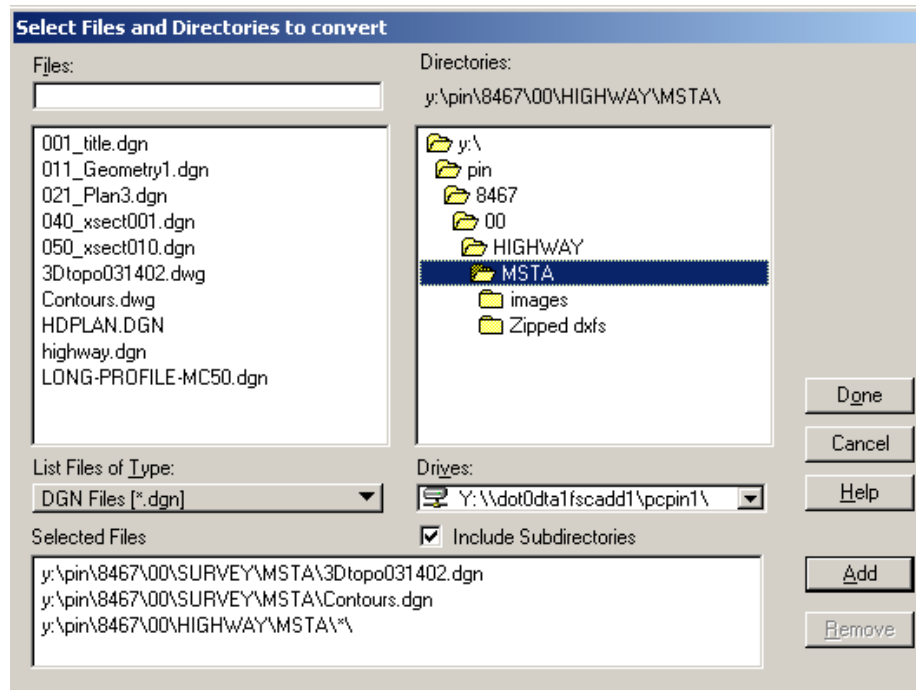 Select Files and Directories to convert
Files:
Directories:
y:\pin\8467\00\HIGHWAY\MSTA\
001_title.dgn
011_Geometry1.dgn
021_Plan3.dgn
040_xsect001.dgn
050_xsect010.dgn
3Dtopo031402.dwg
Contours.dwg
HDPLAN.DGN
highway.dgn
LONG-PROFILE-MC50.dgn
y:\
pin
8467
00
HIGHWAY
MSTA
images
Zipped dxfs
Done
Cancel
Help
List Files of Type:
DGN Files [*.dgn]
Drives:
Y: \\dot0dta1fscadd1\pcpin1\
Selected Files
Include Subdirectories
y:\pin\8467\00\SURVEY\MSTA\3Dtopo031402.dgn
y:\pin\8467\00\SURVEY\MSTA\Contours.dgn
y:\pin\8467\00\HIGHWAY\MSTA\*\
Add
Remove